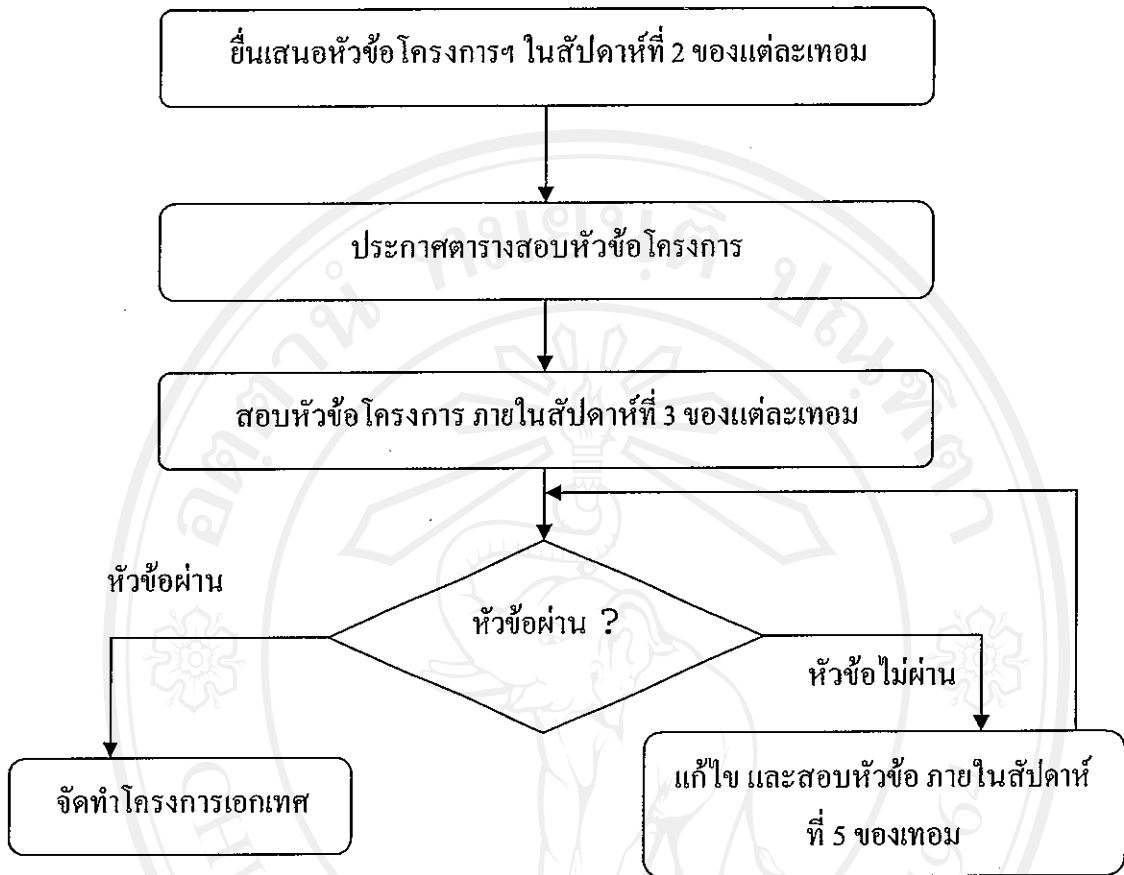 ยื่นเสนอหัวข้อโครงการฯ ในสัปดาห์ที่ 2 ของแต่ละเทอม
ประกาศตารางสอบหัวข้อโครงการ
สอบหัวข้อโครงการ ภายในสัปดาห์ที่ 3 ของแต่ละเทอม
หัวข้อผ่าน
หัวข้อผ่าน ?
หัวข้อไม่ผ่าน
จัดทำโครงการเอกเทศ
แก้ไข และสอบหัวข้อ ภายในสัปดาห์
ที่ 5 ของเทอม